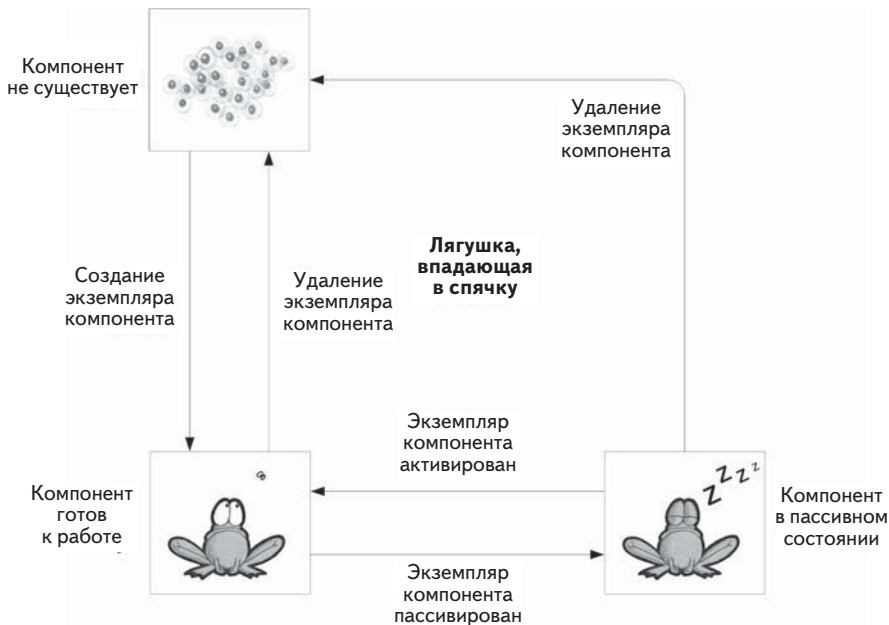 Компонент
не существует
Удаление
экземпляра
компонента
Лягушка,
впадающая
в спячку
Создание
экземпляра
компонента
Удаление
экземпляра
компонента
Экземпляр
компонента
активирован
Компонент
готов
к работе
z z z z z
Компонент
в пассивном
состоянии
Экземпляр
компонента
пассивирован